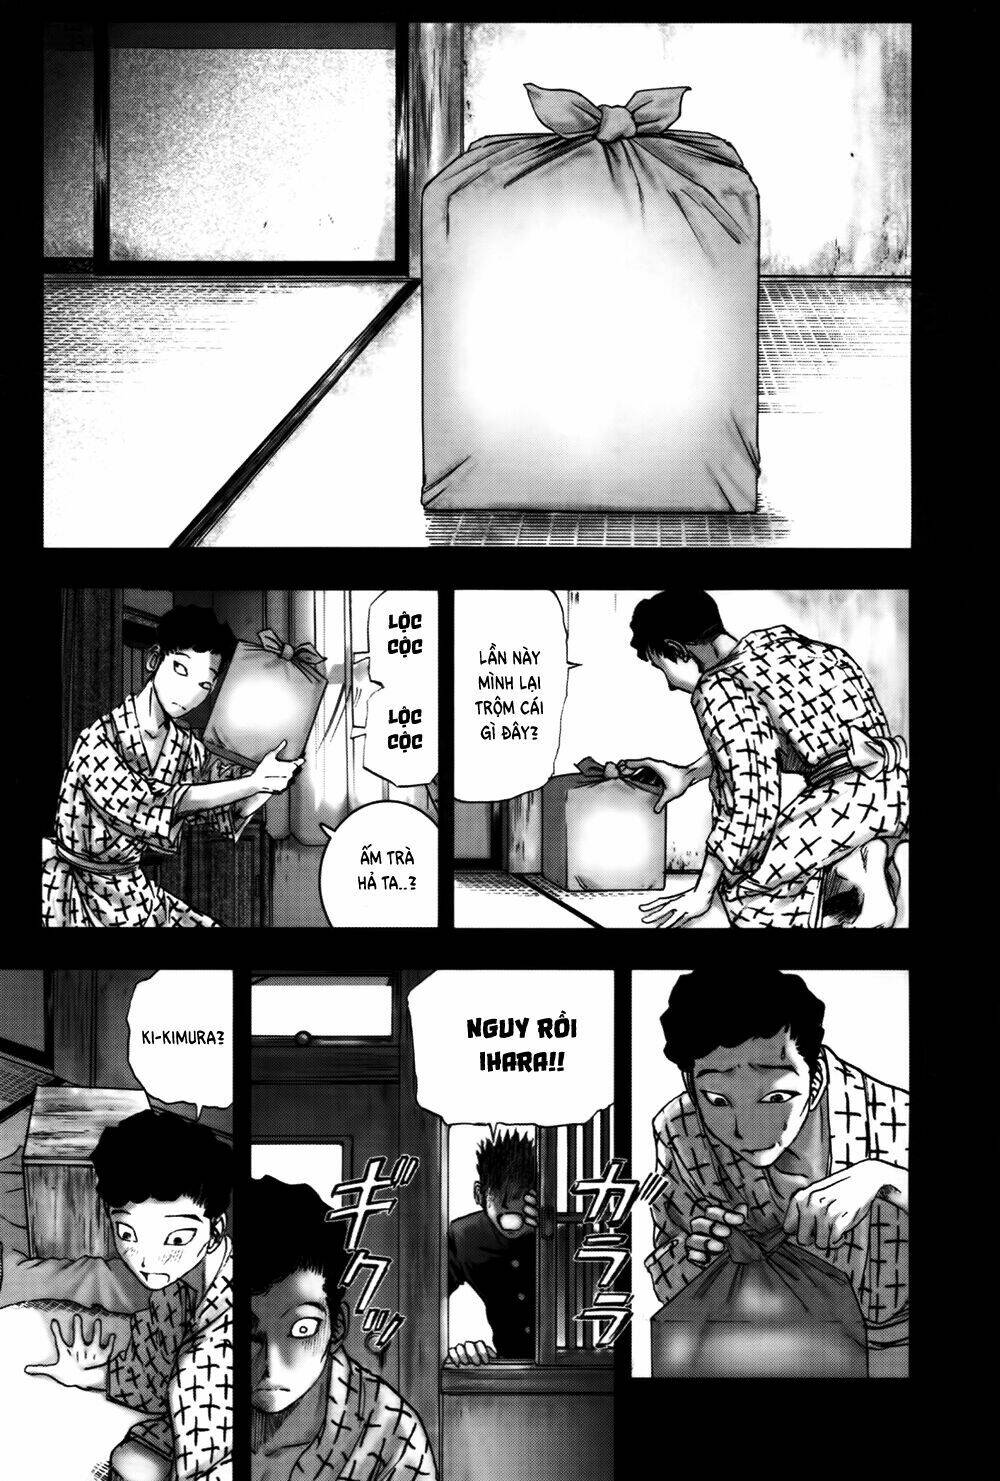 LẦN NÀY
MÌNH LẠI
TRỘM CÁI
GÌ ĐÂY?
LỘC
CỘC
LỘC
CỘC
ẤM TRÀ
HẢ TA..?
NGUY RỒI
IHARA!!
ガララ
ギクッ
KI-KIMURA?